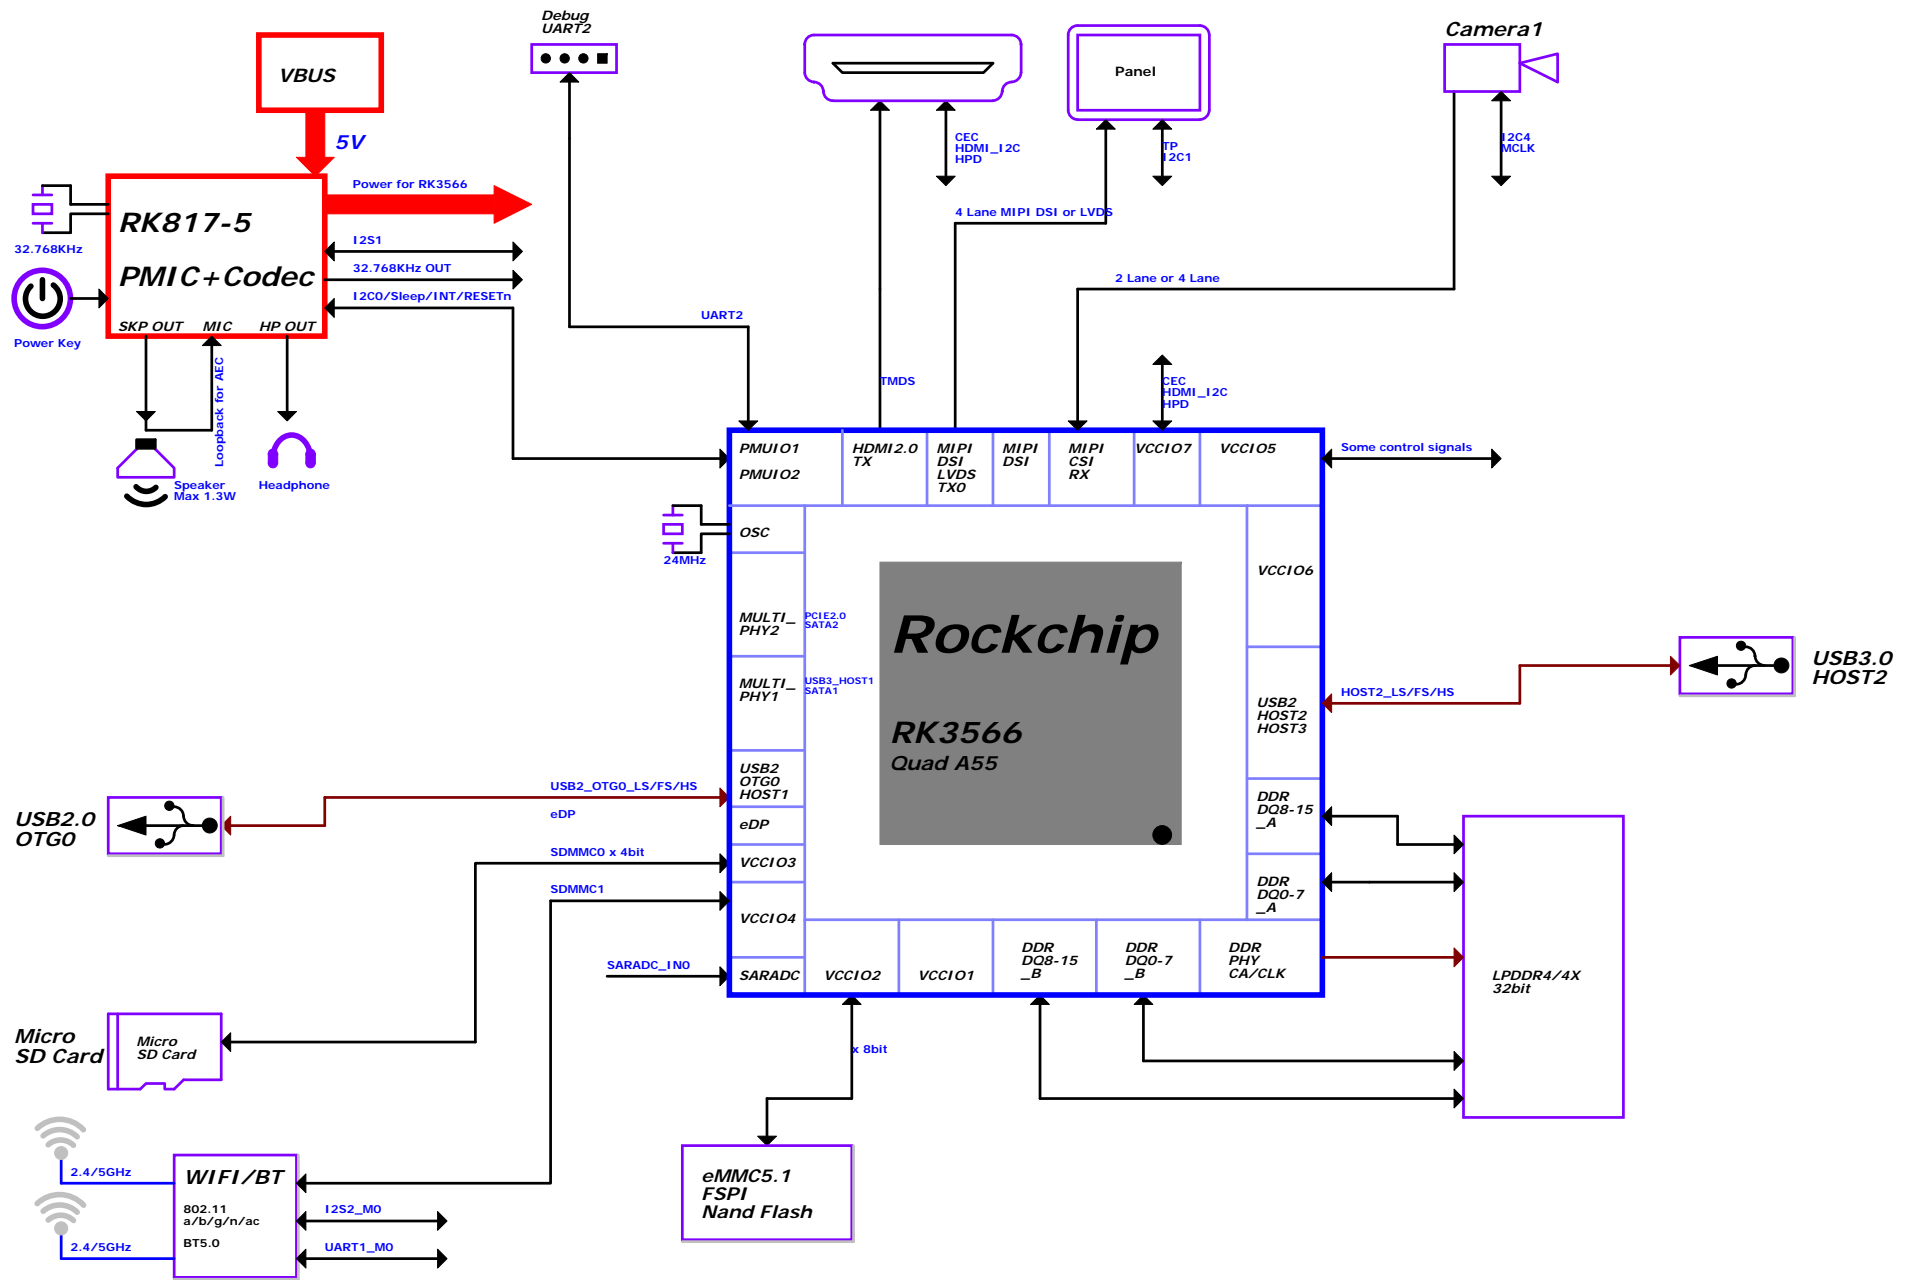 Debug
UART2
Camera1
VBUS
5V
Panel
CEC
HDMI_I2C
HPD
TP
I2C1
I2C4
MCLK
Power for RK3566
4 Lane MIPI DSI or LVDS
RK817-5
PMIC+Codec
32.768KHz
I2S1
32.768KHz OUT
I2C0/Sleep/INT/RESETn
SKP OUT
MIC
HP OUT
Power Key
2 Lane or 4 Lane
UART2
Loopback for AEC
TMDS
CEC
HDMI_I2C
HPD
Speaker
Max 1.3W
Headphone
PMUIO1
PMUIO2
HDMI2.0
TX
MIPI
DSI
LVDS
TX0
MIPI
DSI
MIPI
CSI
RX
VCCIO7
VCCIO5
Some control signals
OSC
24MHz
VCCIO6
MULTI_
PHY2
PCIE2.0
SATA2
Rockchip
MULTI_
PHY1
USB3_HOST1
SATA1
RK3566
Quad A55
USB2
HOST2
HOST3
HOST2_LS/FS/HS
USB3.0
HOST2
USB2
OTG0
HOST1
USB2_OTG0_LS/FS/HS
eDP
eDP
USB2.0
OTG0
DDR
DQ8-15
_A
SDMMC0 x 4bit
VCCIO3
DDR
DQ0-7
_A
SDMMC1
VCCIO4
SARADC_IN0
SARADC
VCCIO2
VCCIO1
DDR
DQ8-15
_B
DDR
DQ0-7
_B
DDR
PHY
CA/CLK
LPDDR4/4X
32bit
Micro
SD Card
Micro
SD Card
x 8bit
eMMC5.1
FSPI
Nand Flash
2.4/5GHz
2.4/5GHz
WIFI/BT
802.11
a/b/g/n/ac
BT5.0
I2S2_M0
UART1_M0